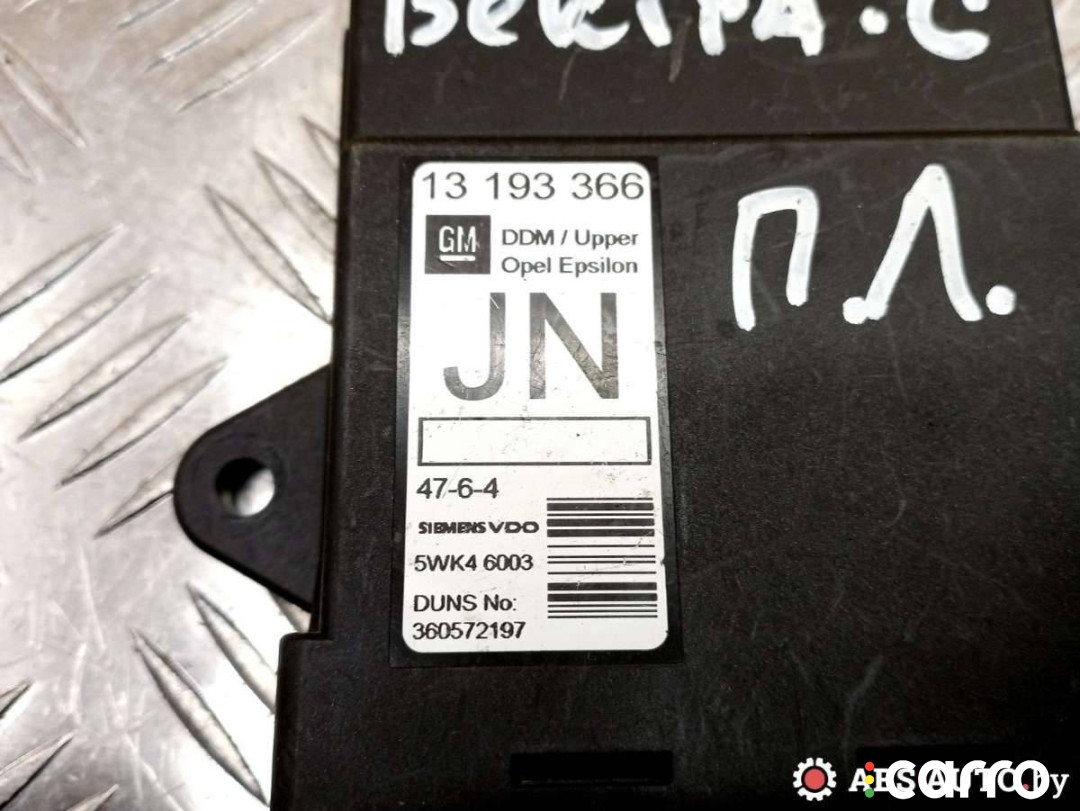 Вектра.С
П.Л.
13 193 366
GM
DDM / Upper
Opel Epsilon
JN
47-6-4
SIEMENS VDO
5WK4 6003
DUNS No:
360572197
carro